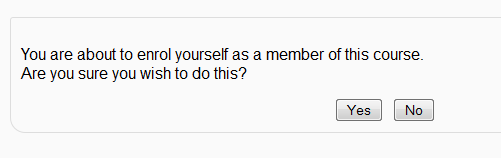 You are about to enrol yourself as a member of this course.
Are you sure you wish to do this?
Yes No